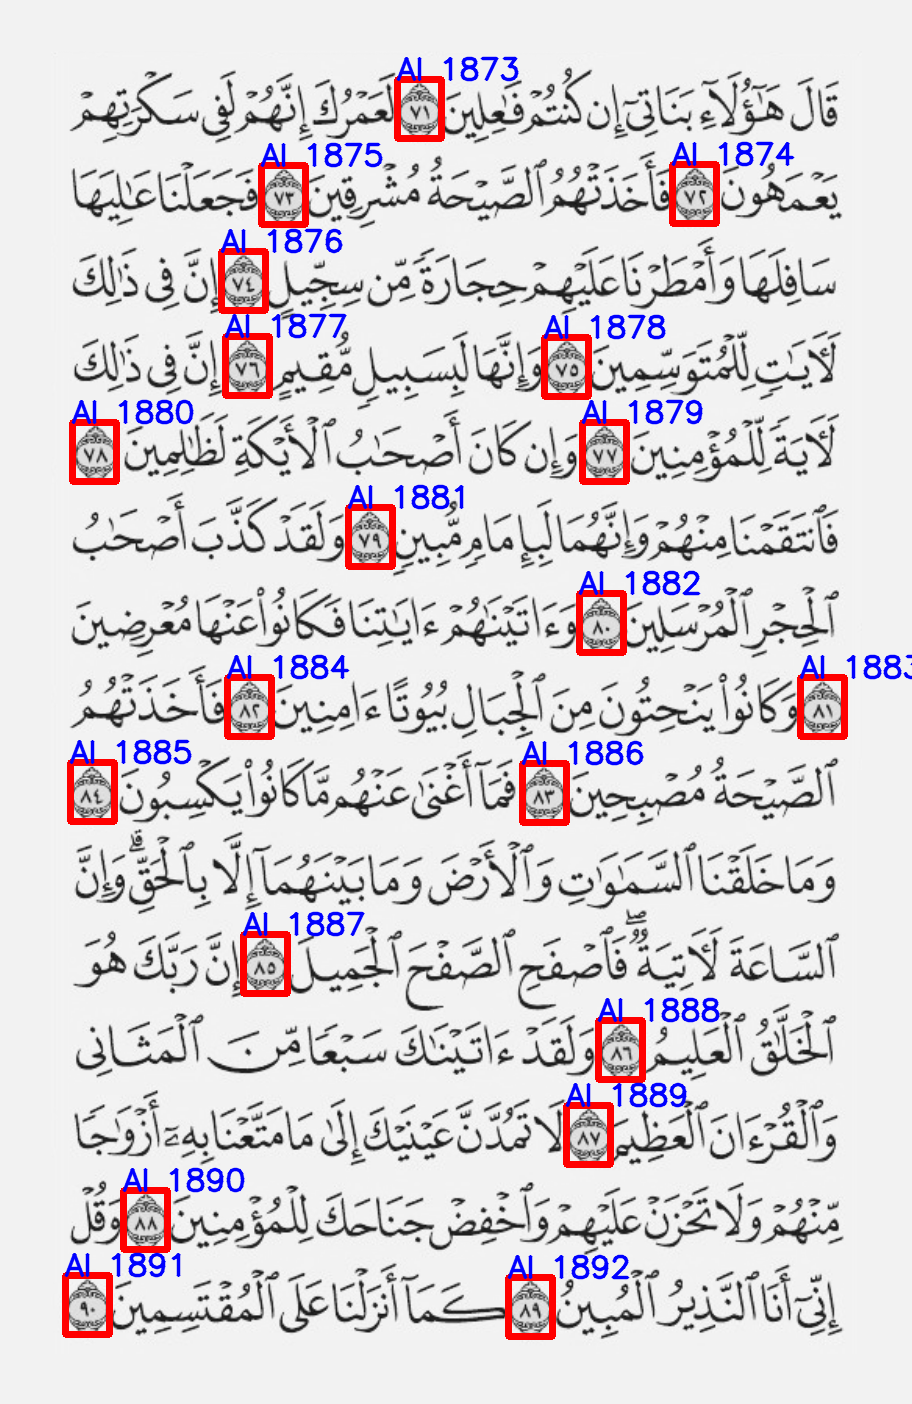 AI 1873
قَالَ هَٰٓؤُلَآءِ بَنَاتِيٓ إِن كُنتُمۡ فَٰعِلِينَ ٧١ لَعَمۡرُكَ إِنَّهُمۡ لَفِي سَكۡرَتِهِمۡ
AI 1874 AI 1875
يَعۡمَهُونَ ٧٢ فَأَخَذَتۡهُمُ ٱلصَّيۡحَةُ مُشۡرِقِينَ ٧٣ فَجَعَلۡنَا عَٰلِيَهَا
AI 1876
سَافِلَهَا وَأَمۡطَرۡنَا عَلَيۡهِمۡ حِجَارَةٗ مِّن سِجِّيلٍ ٧٤ إِنَّ فِي ذَٰلِكَ
AI 1878 AI 1877
لَأٓيَٰتٖ لِّلۡمُتَوَسِّمِينَ ٧٥ وَإِنَّهَا لَبِسَبِيلٖ مُّقِيمٍ ٧٦ إِنَّ فِي ذَٰلِكَ
AI 1879 AI 1880
لَأٓيَةٗ لِّلۡمُؤۡمِنِينَ ٧٧ وَإِن كَانَ أَصۡحَٰبُ ٱلۡأَيۡكَةِ لَظَٰلِمِينَ ٧٨
AI 1881
فَٱنتَقَمۡنَا مِنۡهُمۡ وَإِنَّهُمَا لَبِإِمَامٖ مُّبِينٖ ٧٩ وَلَقَدۡ كَذَّبَ أَصۡحَٰبُ
AI 1882
ٱلۡحِجۡرِ ٱلۡمُرۡسَلِينَ ٨٠ وَءَاتَيۡنَٰهُمۡ ءَايَٰتِنَا فَكَانُواْ عَنۡهَا مُعۡرِضِينَ
AI 1883 AI 1884
٨١ وَكَانُواْ يَنۡحِتُونَ مِنَ ٱلۡجِبَالِ بُيُوتًا ءَامِنِينَ ٨٢ فَأَخَذَتۡهُمُ
AI 1886 AI 1885
ٱلصَّيۡحَةُ مُصۡبِحِينَ ٨٣ فَمَآ أَغۡنَىٰ عَنۡهُم مَّا كَانُواْ يَكۡسِبُونَ ٨٤
وَمَا خَلَقۡنَا ٱلسَّمَٰوَٰتِ وَٱلۡأَرۡضَ وَمَا بَيۡنَهُمَآ إِلَّا بِٱلۡحَقِّۗ وَإِنَّ
AI 1887
ٱلسَّاعَةَ لَأٓتِيَةٞۖ فَٱصۡفَحِ ٱلصَّفۡحَ ٱلۡجَمِيلَ ٨٥ إِنَّ رَبَّكَ هُوَ
AI 1888
ٱلۡخَلَّٰقُ ٱلۡعَلِيمُ ٨٦ وَلَقَدۡ ءَاتَيۡنَٰكَ سَبۡعٗا مِّنَ ٱلۡمَثَانِي
AI 1889
وَٱلۡقُرۡءَانَ ٱلۡعَظِيمَ ٨٧ لَا تَمُدَّنَّ عَيۡنَيۡكَ إِلَىٰ مَا مَتَّعۡنَا بِهِۦٓ أَزۡوَٰجٗا
AI 1890
مِّنۡهُمۡ وَلَا تَحۡزَنۡ عَلَيۡهِمۡ وَٱخۡفِضۡ جَنَاحَكَ لِلۡمُؤۡمِنِينَ ٨٨ وَقُلۡ
AI 1892 AI 1891
إِنِّيٓ أَنَا ٱلنَّذِيرُ ٱلۡمُبِينُ ٨٩ كَمَآ أَنزَلۡنَا عَلَى ٱلۡمُقۡتَسِمِينَ ٩٠